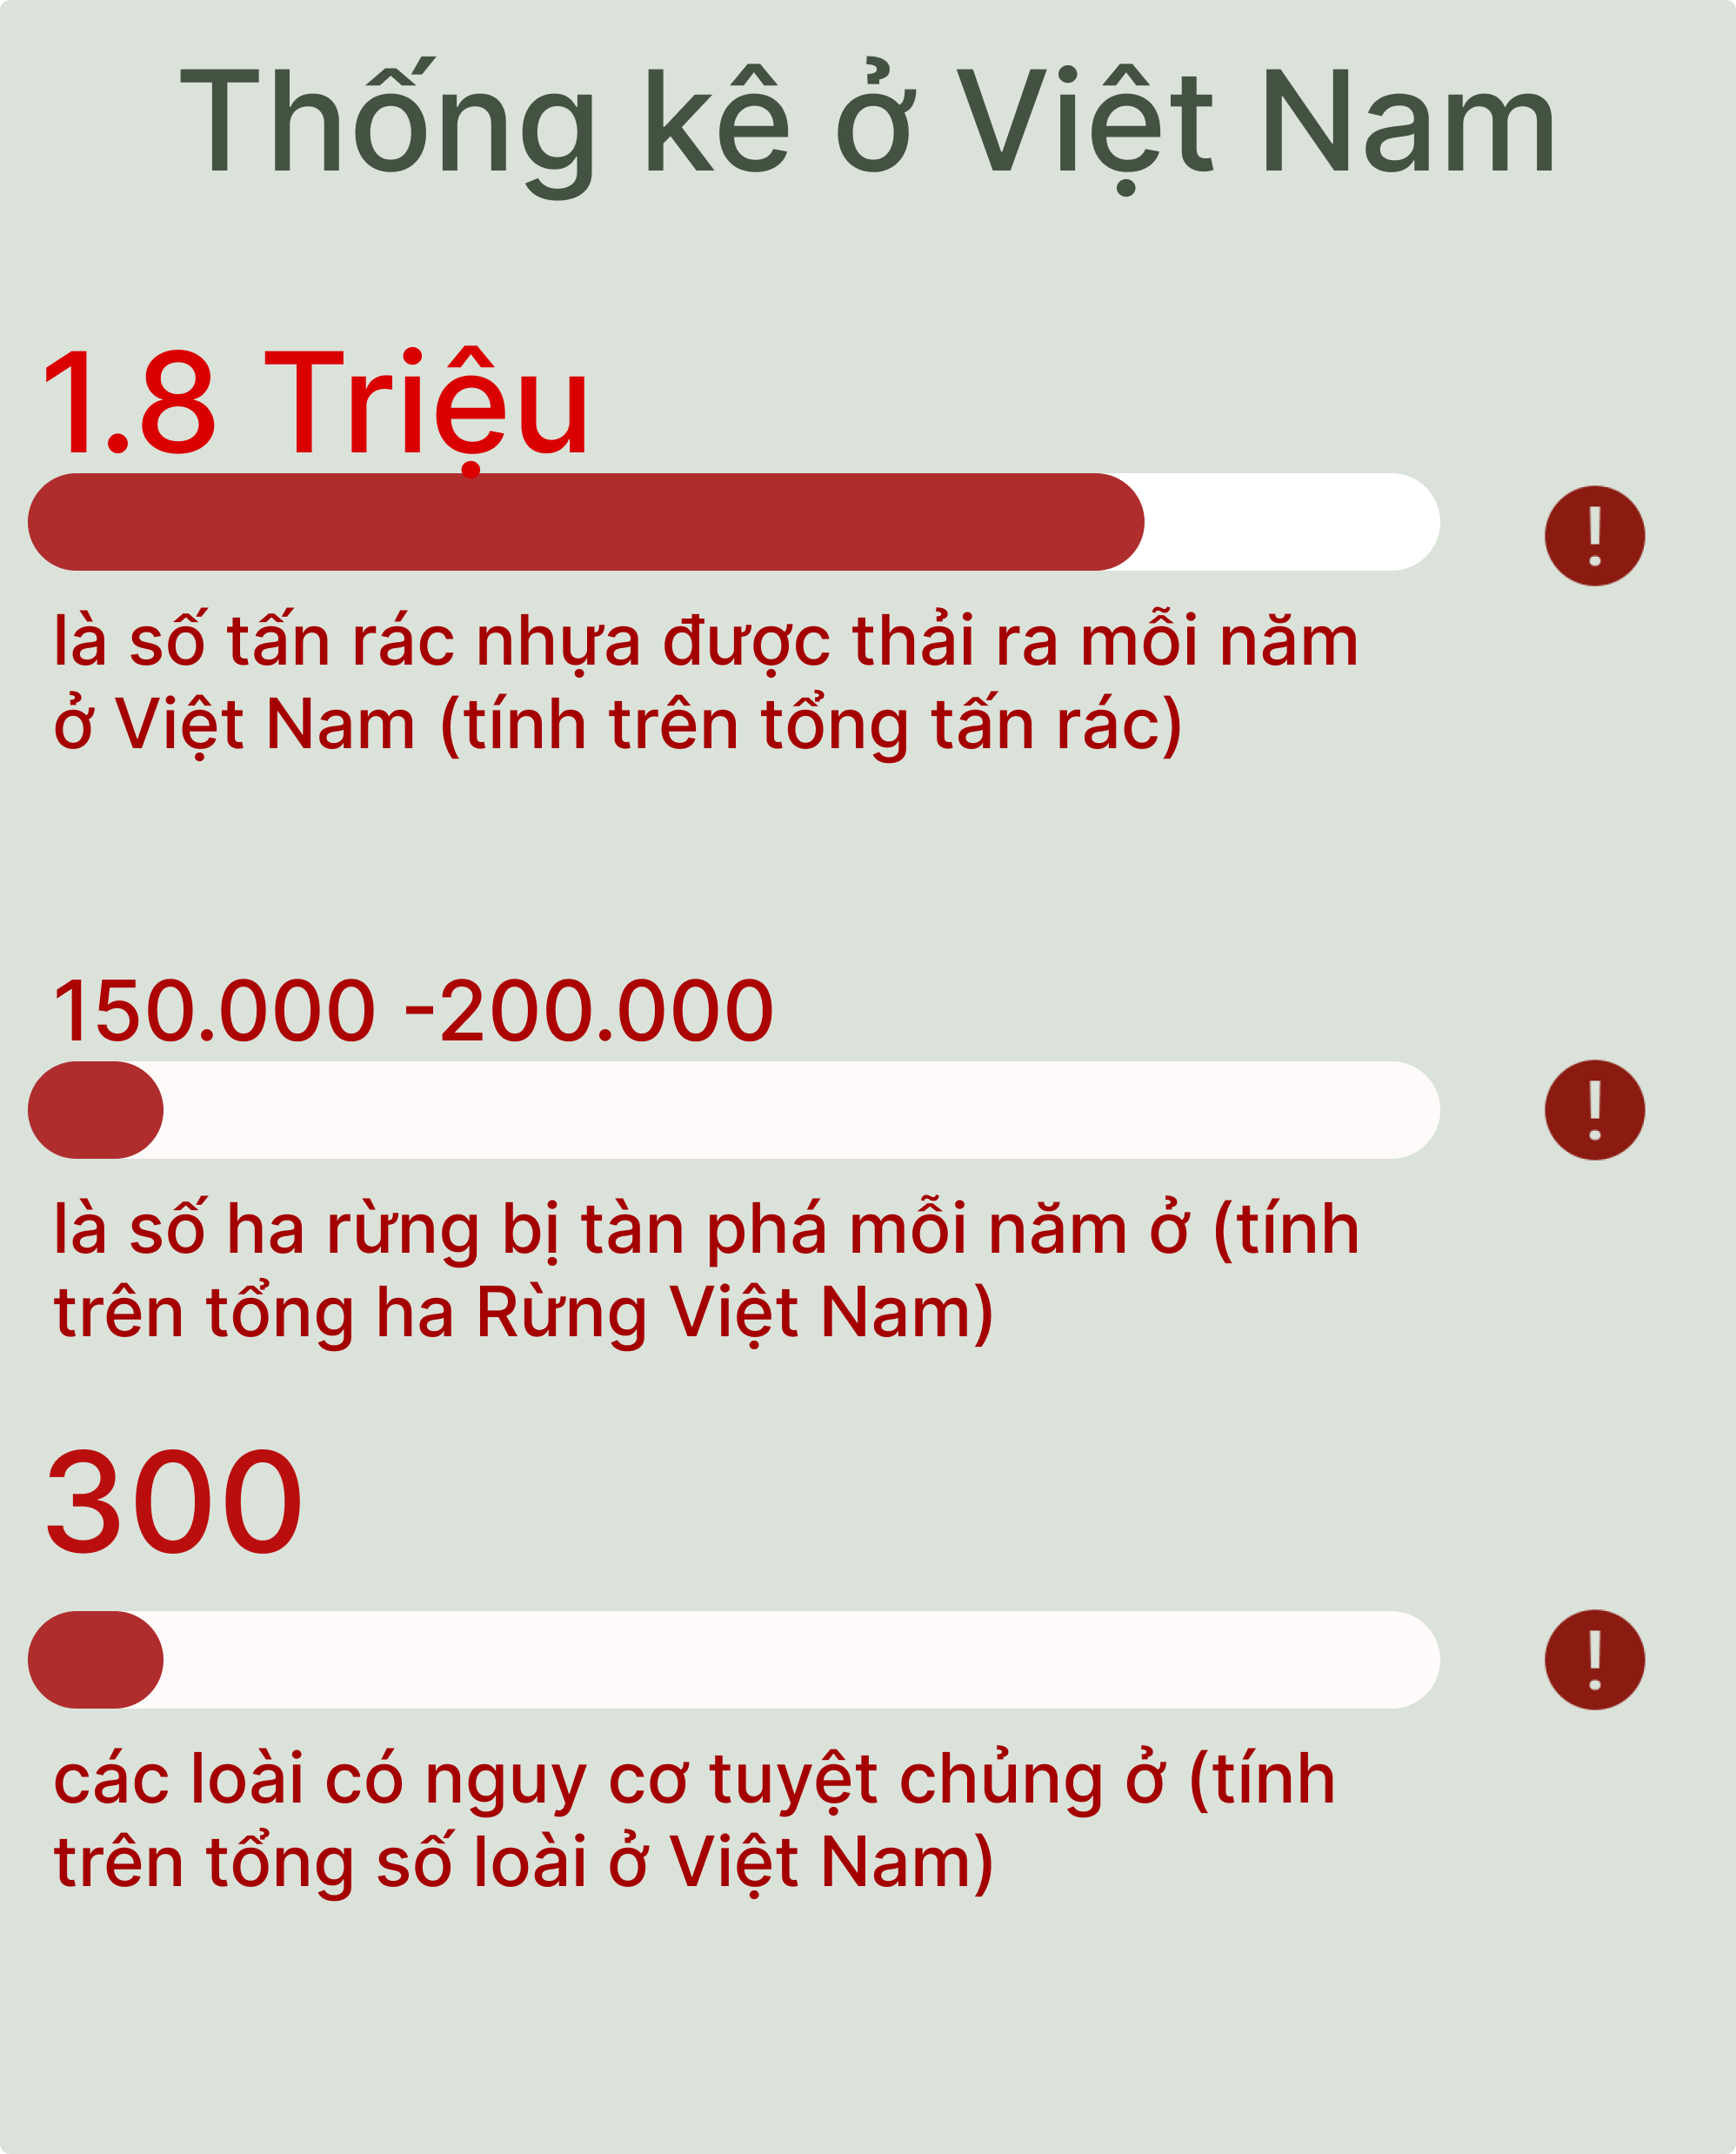 Thống kê ở Việt Nam
1.8 Triệu
!
là số tấn rác nhựa được thải ra mỗi năm
ở Việt Nam (tính trên tổng tấn rác)
150.000 -200.000
!
là số ha rừng bị tàn phá mỗi năm ở (tính
trên tổng ha Rừng Việt Nam)
300
!
các loài có nguy cơ tuyệt chủng ở (tính
trên tổng số loài ở Việt Nam)